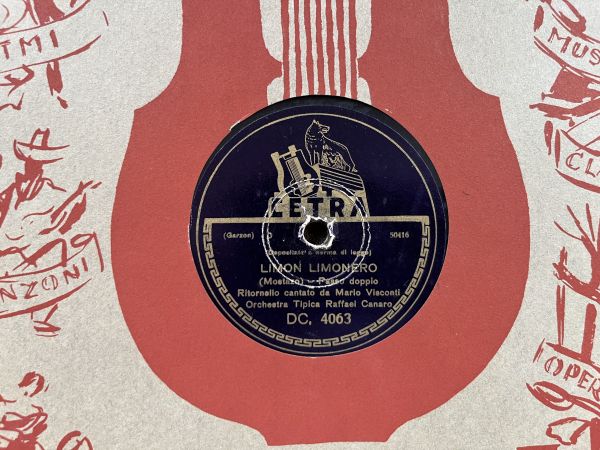 RITMI
MUS
CETRA
(Garzon)
50416
(Depositato a norma di legge)
LIMON LIMONERO
(Mostazo) - Passo doppio
Ritornello cantato da Mario Visconti
Orchestra Tipica Raffael Canaro
DC. 4063
CL
NZONI
OPER